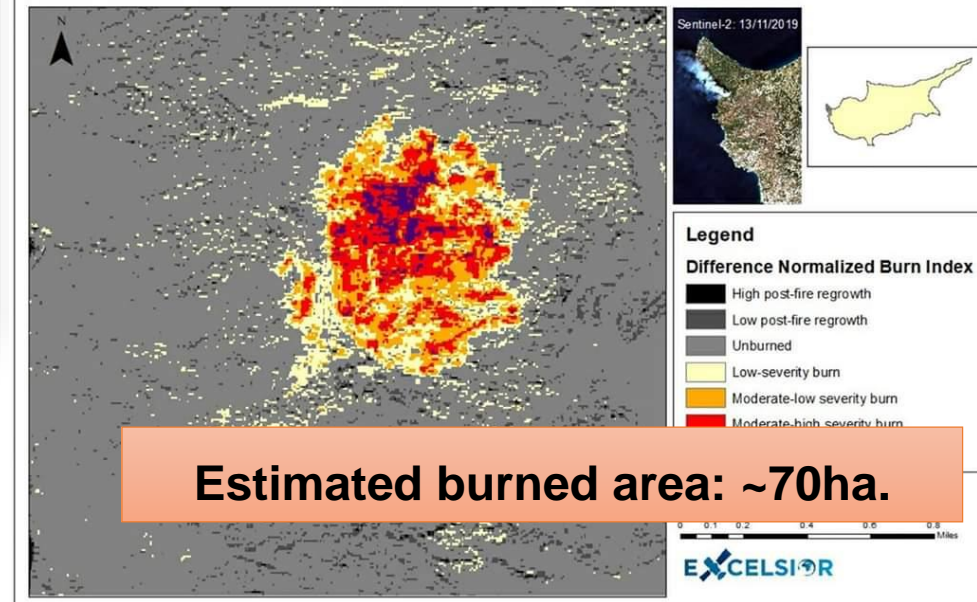 N
Sentinel-2: 13/11/2019
Legend
Difference Normalized Burn Index
High post-fire regrowth
Low post-fire regrowth
Unburned
Low-severity burn
Moderate-low severity burn
Moderate-high severity burn
Estimated burned area: ~70ha.
0 0.1 0.2 0.4 0.6 0.8
Miles
EXCELSIOR